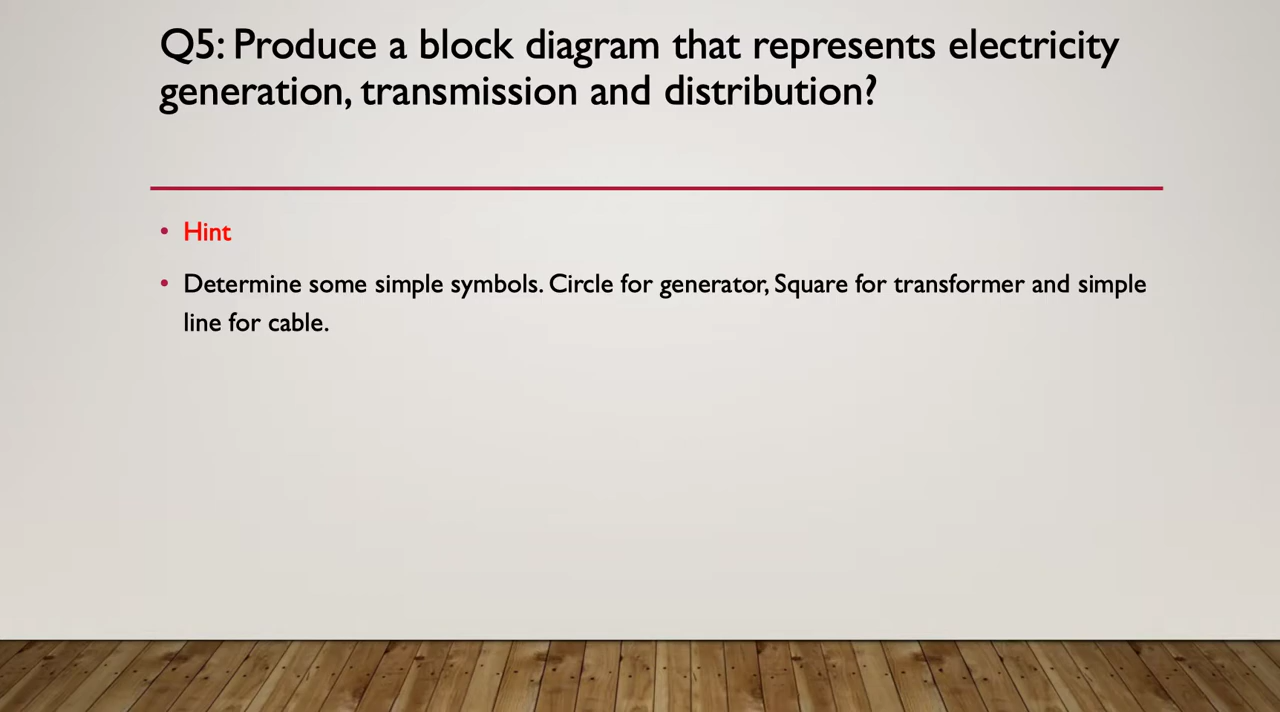 Q5: Produce a block diagram that represents electricity
generation, transmission and distribution?
• Hint
• Determine some simple symbols. Circle for generator, Square for transformer and simple
line for cable.